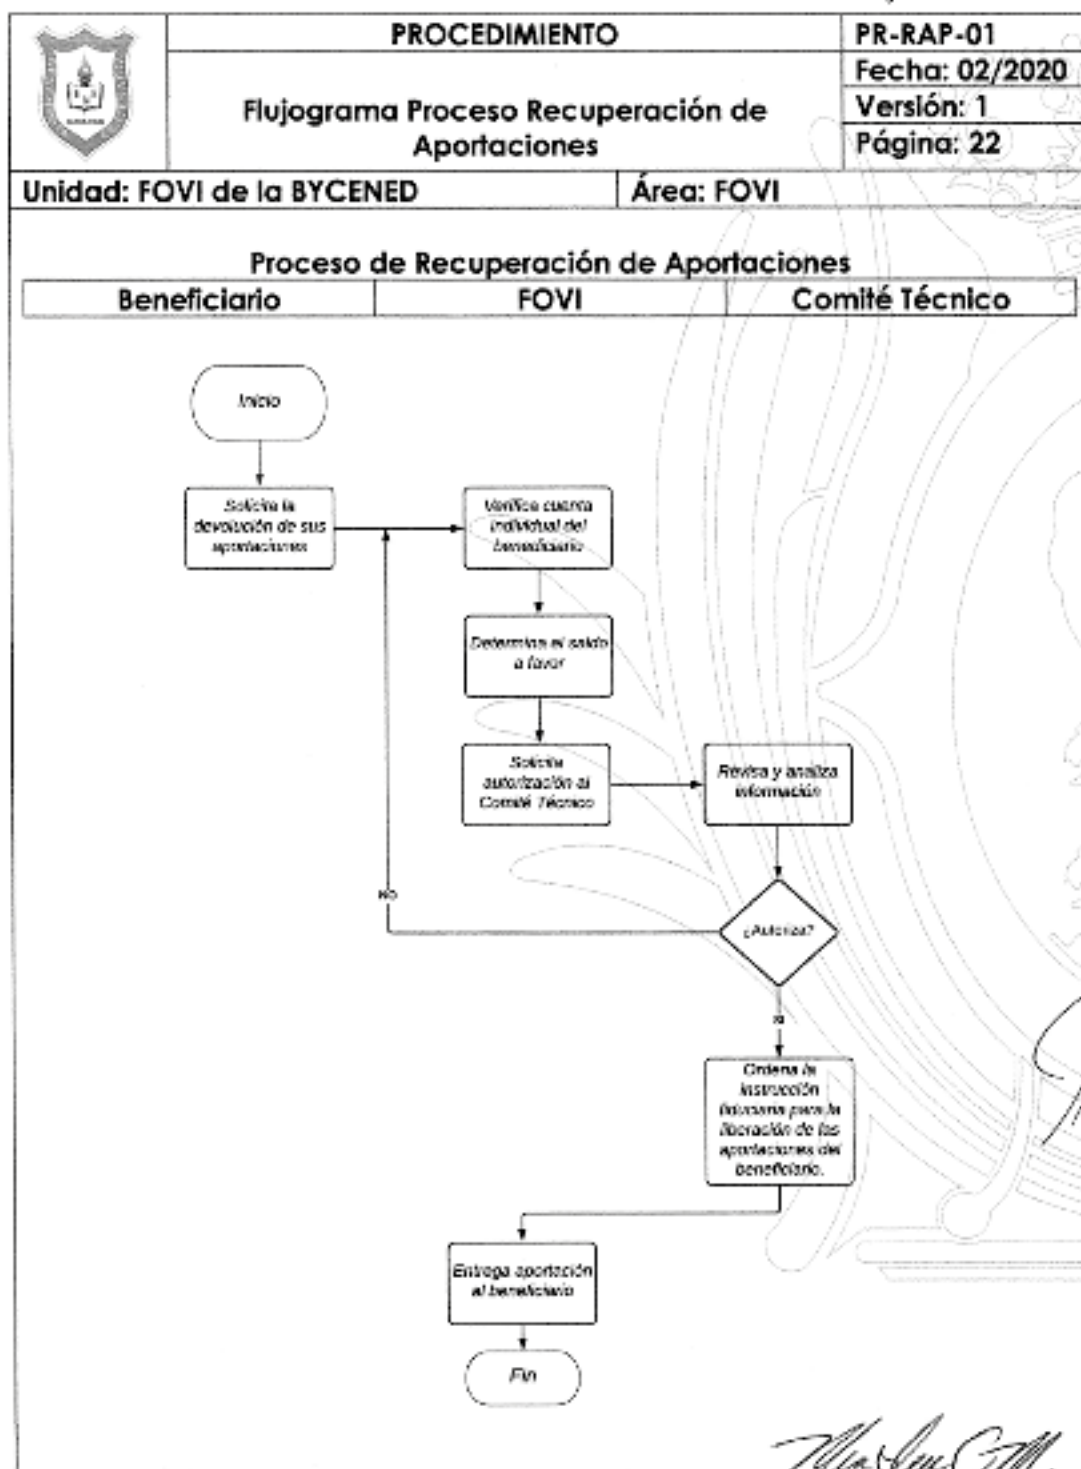 PROCEDIMIENTO
PR-RAP-01
Fecha: 02/2020
Flujograma Proceso Recuperación de
Aportaciones
Versión: 1
Página: 22
Unidad: FOVI de la BYCENED
Área: FOVI
Proceso de Recuperación de Aportaciones
Beneficiario
FOVI
Comité Técnico
Inicio
Solicita la
devolución de sus
aportaciones
Verifica cuenta
individual del
beneficiario
Determina el saldo
a favor
Solicita
autorización al
Comité Técnico
Revisa y analiza
información
NO
¿Autoriza?
SI
Ordena la
instrucción
fiduciaria para la
liberación de las
aportaciones del
beneficiario.
Entrega aportación
al beneficiario
Fin